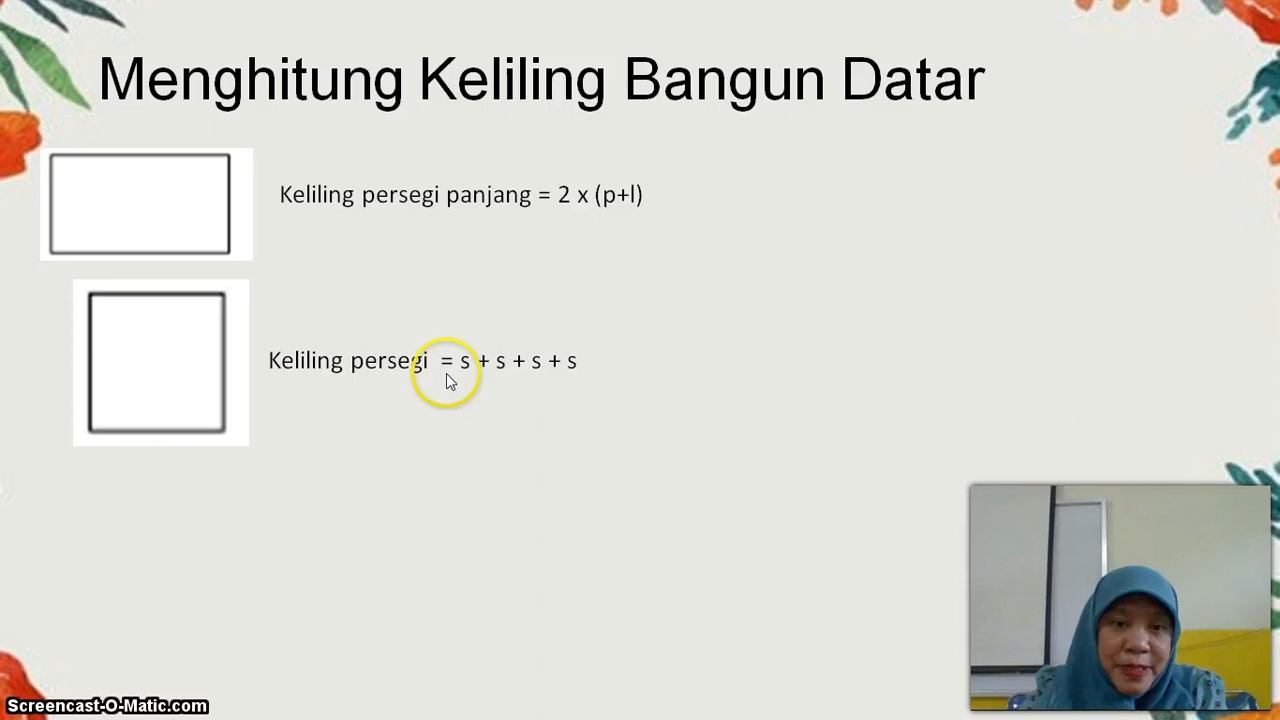 Menghitung Keliling Bangun Datar
Keliling persegi panjang = 2 x (p+l)
Keliling persegi = s + s + s + s
Screencast-O-Matic.com